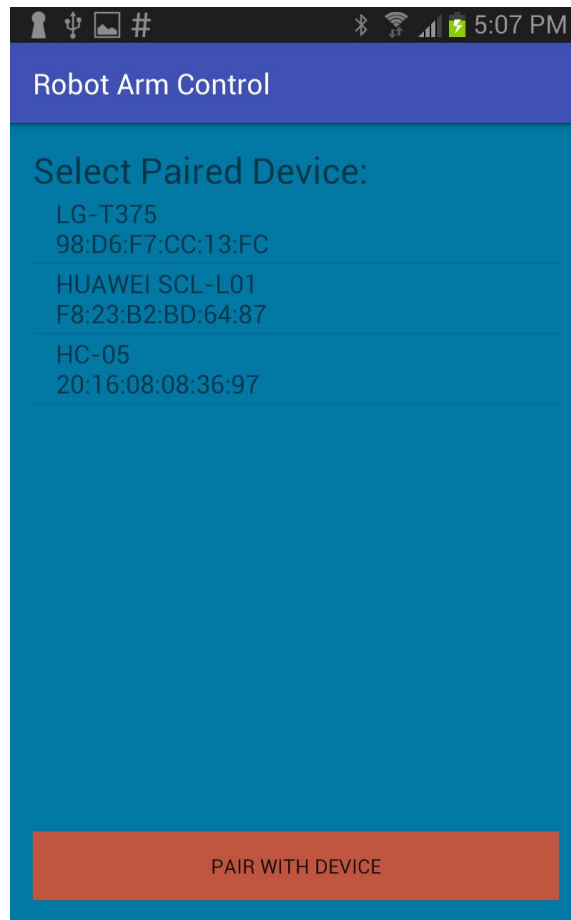 # 5:07 PM
Robot Arm Control
Select Paired Device:
LG-T375
98:D6:F7:CC:13:FC
HUAWEI SCL-L01
F8:23:B2:BD:64:87
HC-05
20:16:08:08:36:97
PAIR WITH DEVICE